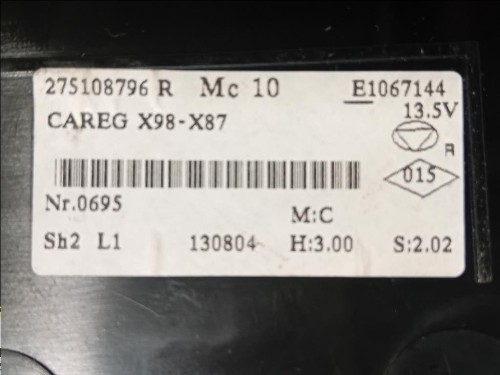 275108796 R Mc 10 E1067144
13.5V
CAREG X98-X87
R
015
Nr.0695
M:C
Sh2 L1 130804 H:3.00 S:2.02